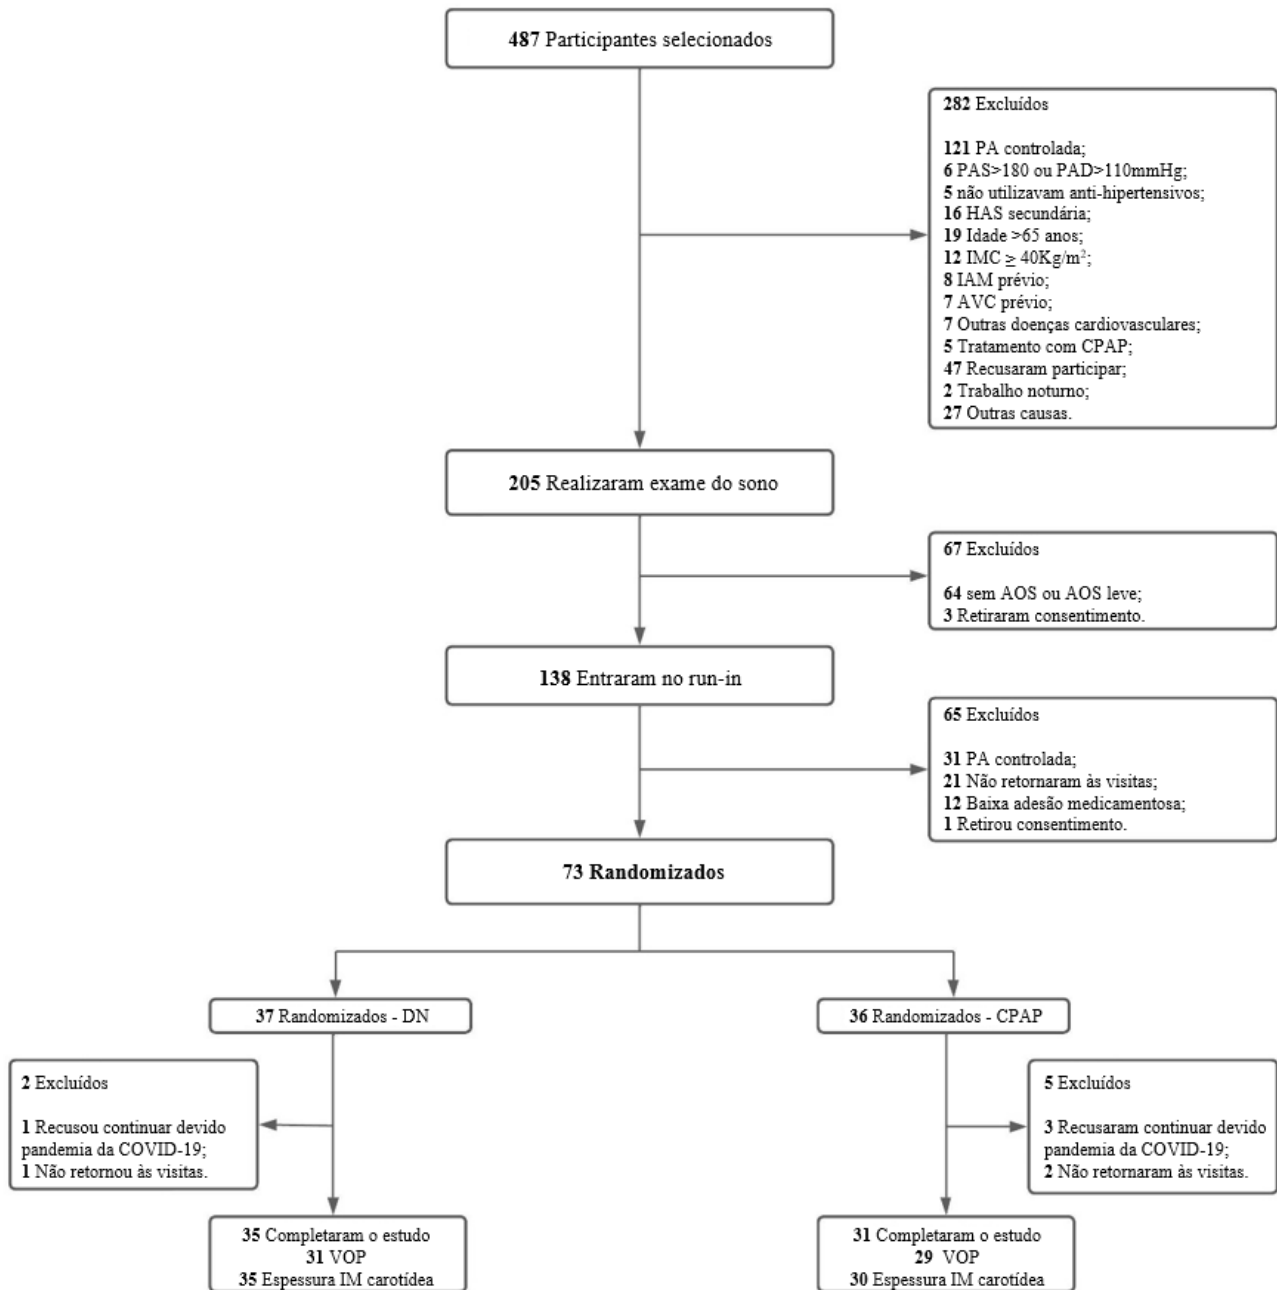 487 Participantes selecionados
282 Excluídos
121 PA controlada;
6 PAS>180 ou PAD>110mmHg;
5 não utilizavam anti-hipertensivos;
16 HAS secundária;
19 Idade >65 anos;
12 IMC ≥ 40Kg/m²;
8 IAM prévio;
7 AVC prévio;
7 Outras doenças cardiovasculares;
5 Tratamento com CPAP;
47 Recusaram participar;
2 Trabalho noturno;
27 Outras causas.
205 Realizaram exame do sono
67 Excluídos
64 sem AOS ou AOS leve;
3 Retiraram consentimento.
138 Entraram no run-in
65 Excluídos
31 PA controlada;
21 Não retornaram às visitas;
12 Baixa adesão medicamentosa;
1 Retirou consentimento.
73 Randomizados
37 Randomizados - DN
36 Randomizados - CPAP
2 Excluídos
1 Recusou continuar devido
pandemia da COVID-19;
1 Não retornou às visitas.
5 Excluídos
3 Recusaram continuar devido
pandemia da COVID-19;
2 Não retornaram às visitas.
35 Completaram o estudo
31 VOP
35 Espessura IM carotídea
31 Completaram o estudo
29 VOP
30 Espessura IM carotídea